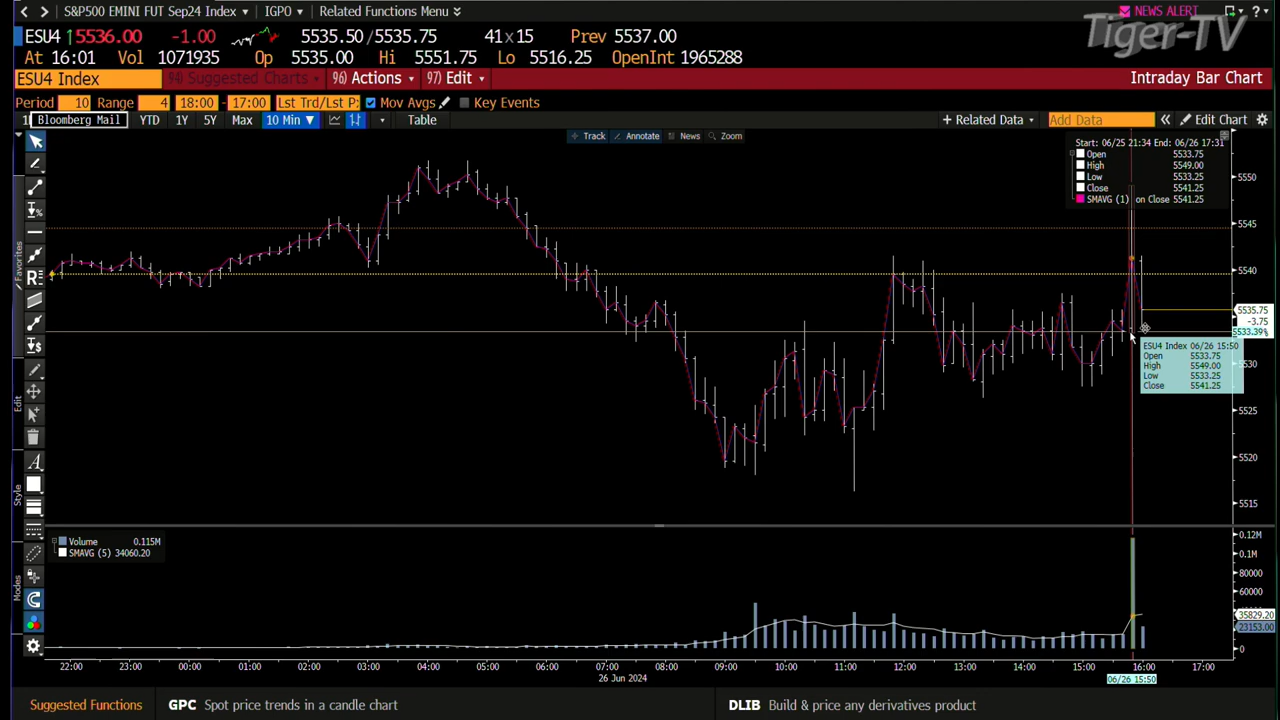 S&P500 EMINI FUT Sep24 Index IGPO Related Functions Menu NEWS ALERT
Tiger-TV
ESU4 ↑5536.00 -1.00 5535.50/5535.75 41×15 Prev 5537.00
At 16:01 Vol 1071935 Op 5535.00 Hi 5551.75 Lo 5516.25 OpenInt 1965288
ESU4 Index 94) Suggested Charts 96) Actions 97) Edit Intraday Bar Chart
Period 10 Range 4 18:00 - 17:00 Lst Trd/Lst P Mov Avgs Key Events
Bloomberg Mail YTD 1Y 5Y Max 10 Min ▼ Table + Related Data Add Data « Edit Chart
Track Annotate News Zoom
Start: 06/25 21:34 End: 06/26 17:31
Open 5533.75
High 5549.00
Low 5533.25
Close 5541.25
SMAVG (1) on Close 5541.25
5550
5545
5540
5535.75
-3.75
5533.39
5530
5525
5520
5515
ESU4 Index 06/26 15:50
Open 5533.75
High 5549.00
Low 5533.25
Close 5541.25
Favorites
Edit
Style
Modes
Volume 0.115M
SMAVG (5) 34060.20
0.12M
0.1M
80000
60000
35829.20
23153.00
0
22:00 23:00 00:00 01:00 02:00 03:00 04:00 05:00 06:00 07:00 08:00 09:00 10:00 11:00 12:00 13:00 14:00 15:00 16:00 17:00
26 Jun 2024 06/26 15:50
Suggested Functions GPC Spot price trends in a candle chart DLIB Build & price any derivatives product